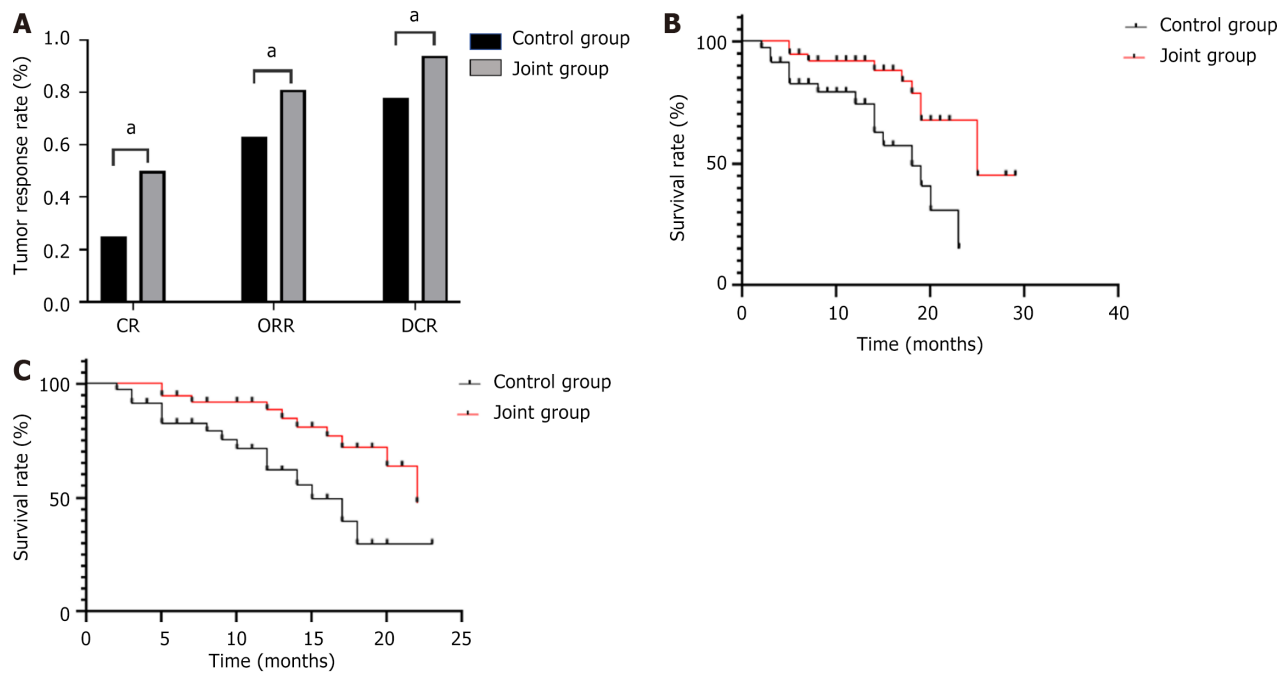 A
Tumor response rate (%)
1.0
0.8
0.6
0.4
0.2
0.0
a
a
a
CR
ORR
DCR
Control group
Joint group
B
Survival rate (%)
100
50
0
0
10
20
30
40
Time (months)
Control group
Joint group
C
Survival rate (%)
100
50
0
0
5
10
15
20
25
Time (months)
Control group
Joint group